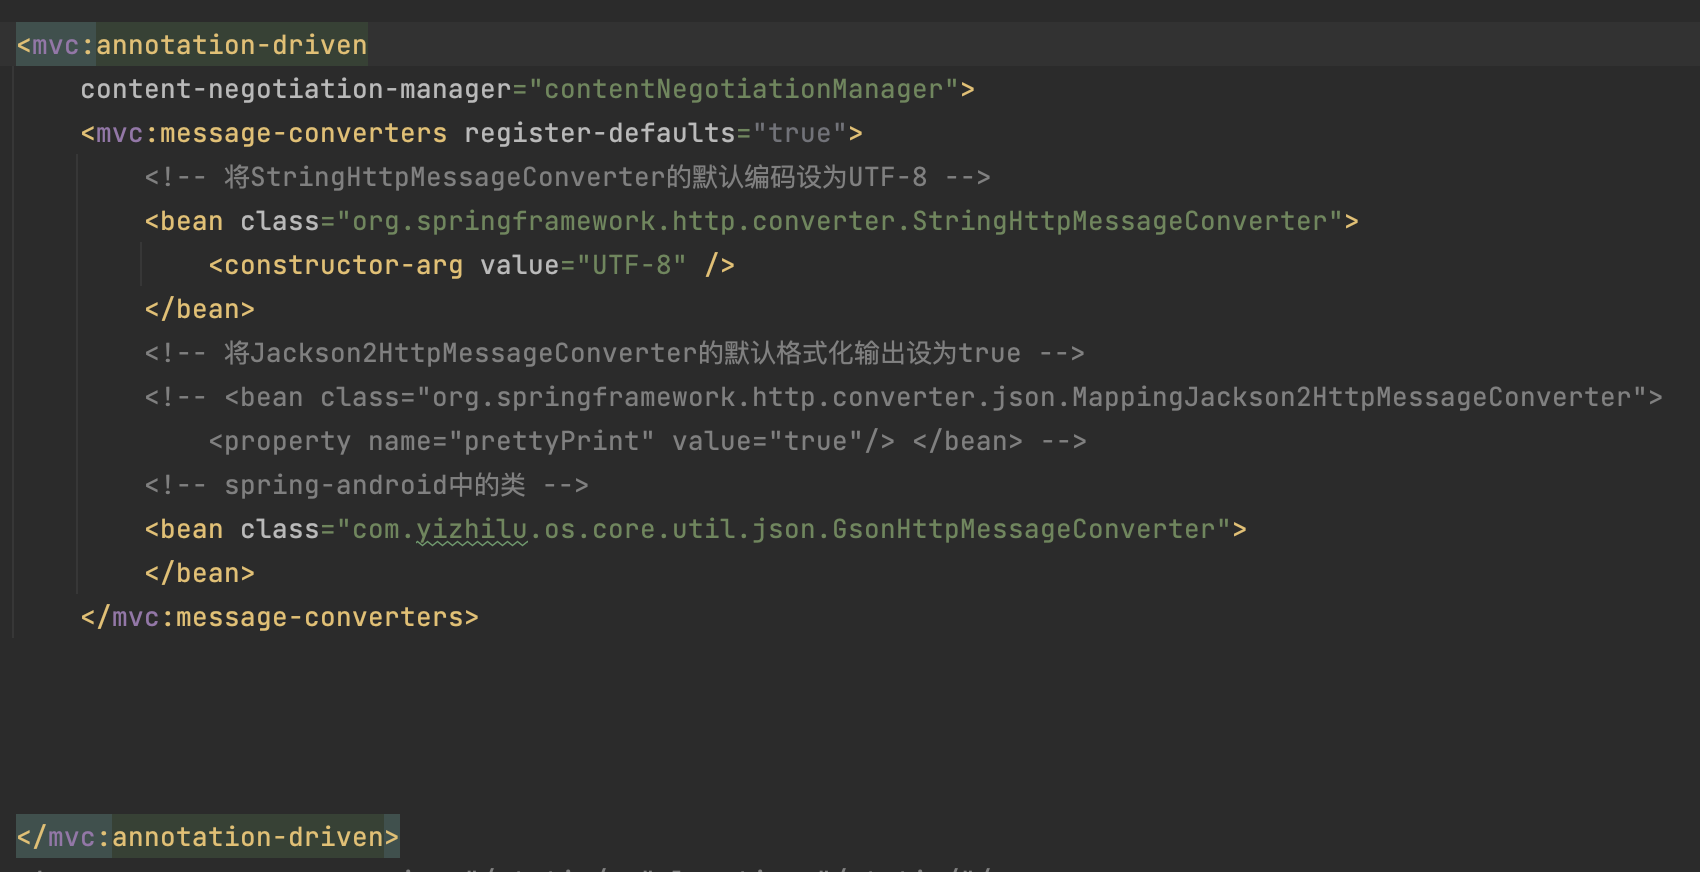 <mvc:annotation-driven
content-negotiation-manager="contentNegotiationManager">
<mvc:message-converters register-defaults="true">
<!-- 将StringHttpMessageConverter的默认编码设为UTF-8 -->
<bean class="org.springframework.http.converter.StringHttpMessageConverter">
<constructor-arg value="UTF-8" />
</bean>
<!-- 将Jackson2HttpMessageConverter的默认格式化输出设为true -->
<!-- <bean class="org.springframework.http.converter.json.MappingJackson2HttpMessageConverter">
<property name="prettyPrint" value="true"/> </bean> -->
<!-- spring-android中的类 -->
<bean class="com.yizhilu.os.core.util.json.GsonHttpMessageConverter">
</bean>
</mvc:message-converters>
</mvc:annotation-driven>